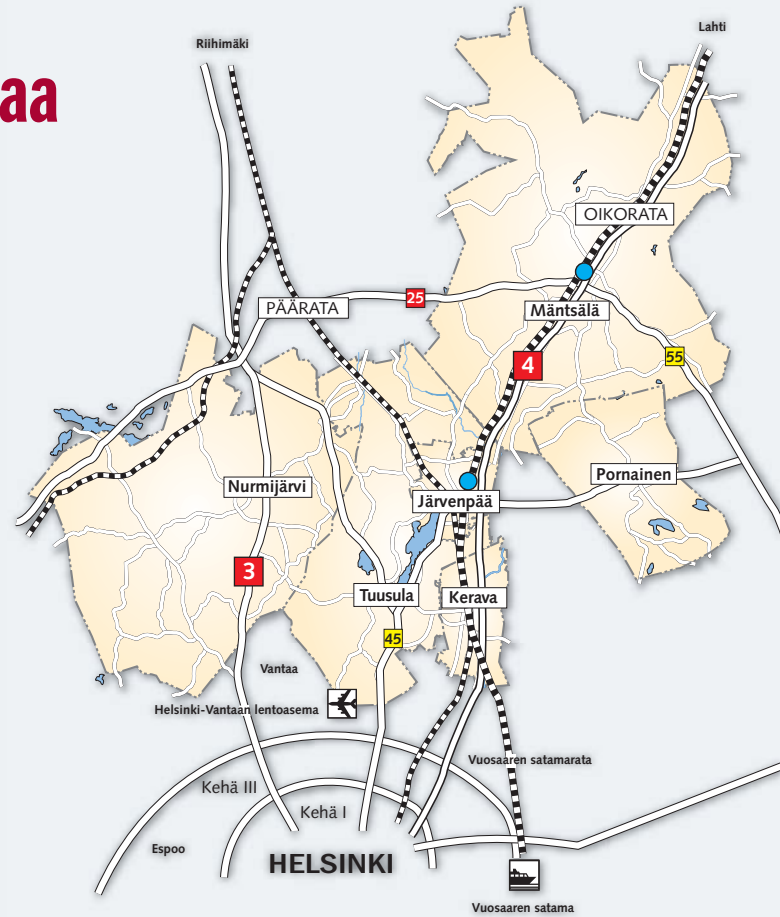 Riihimäki
Lahti
aa
OIKORATA
25
PÄÄRATA
Mäntsälä
4
55
Nurmijärvi
Pornainen
Järvenpää
3
Tuusula
Kerava
45
Vantaa
Helsinki-Vantaan lentoasema
Vuosaaren satamarata
Kehä III
Kehä I
Espoo
HELSINKI
Vuosaaren satama